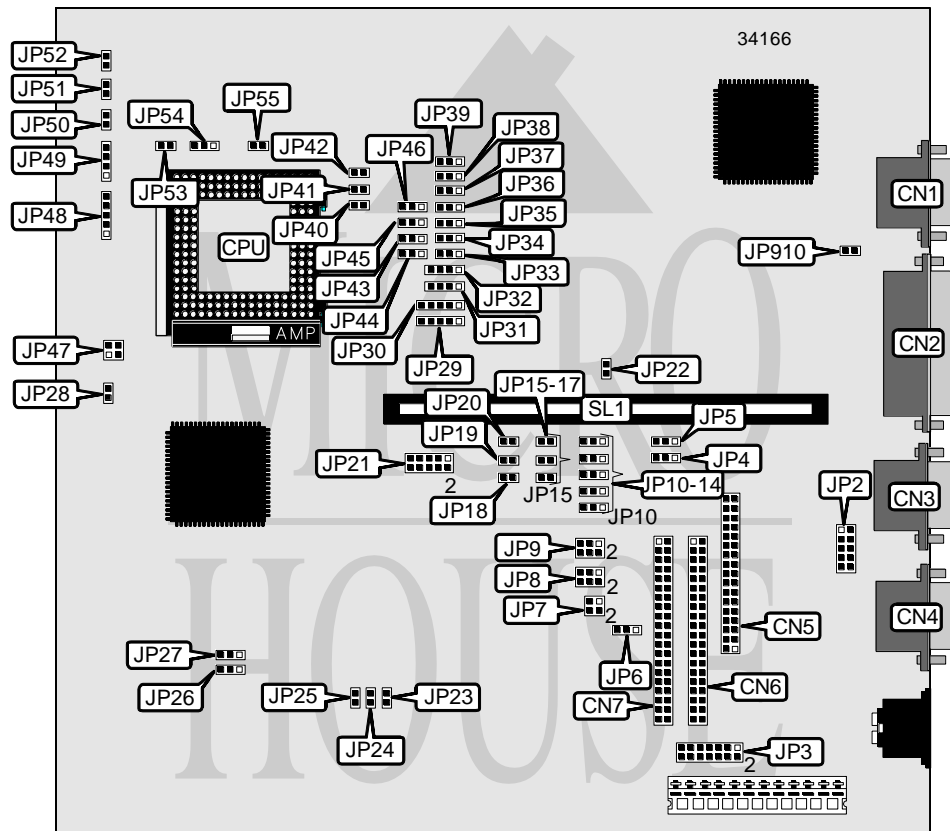 34166
JP52
JP51
JP50
JP49
JP48
JP54
JP55
JP53
CPU
AMP
JP42
JP41
JP40
JP46
JP45
JP43
JP44
JP39
JP38
JP37
JP36
JP35
JP34
JP33
JP32
JP31
JP30
JP29
CN1
JP910
CN2
JP47
JP28
JP22
JP15-17
SL1
JP20
JP19
JP21
2
JP18
JP15
JP5
JP4
JP10-14
JP10
JP2
CN3
JP9
2
JP8
2
JP7
2
JP6
CN5
CN4
CN6
CN7
JP27
JP26
JP25
JP24
JP23
JP3
2
MICRO
HOUSE